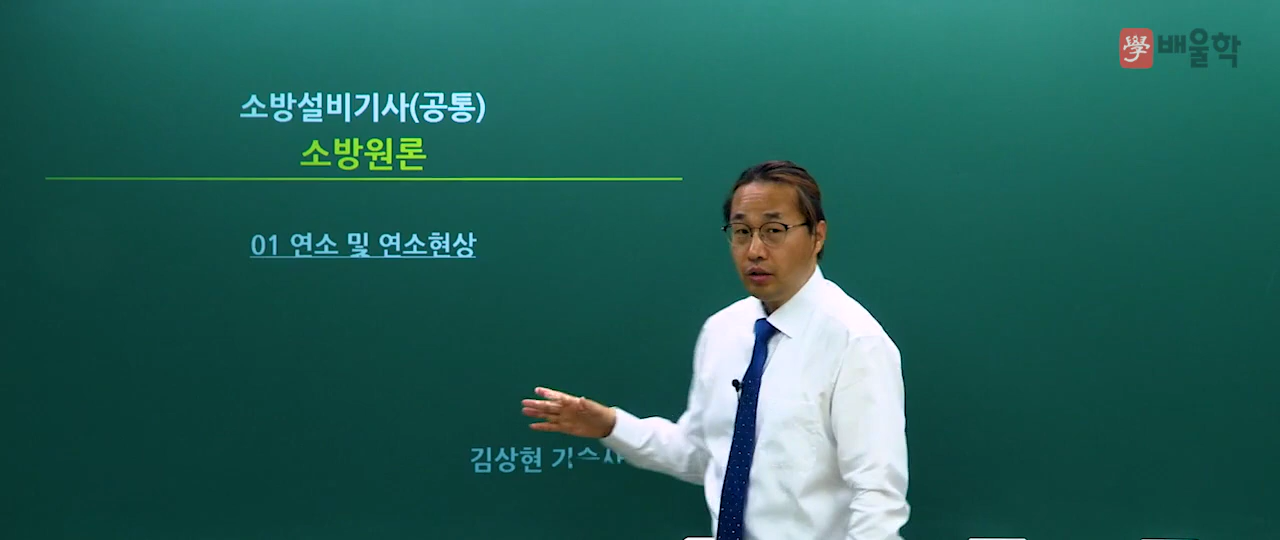 學 배울학
소방설비기사(공통)
소방원론
01 연소 및 연소현상
김상현